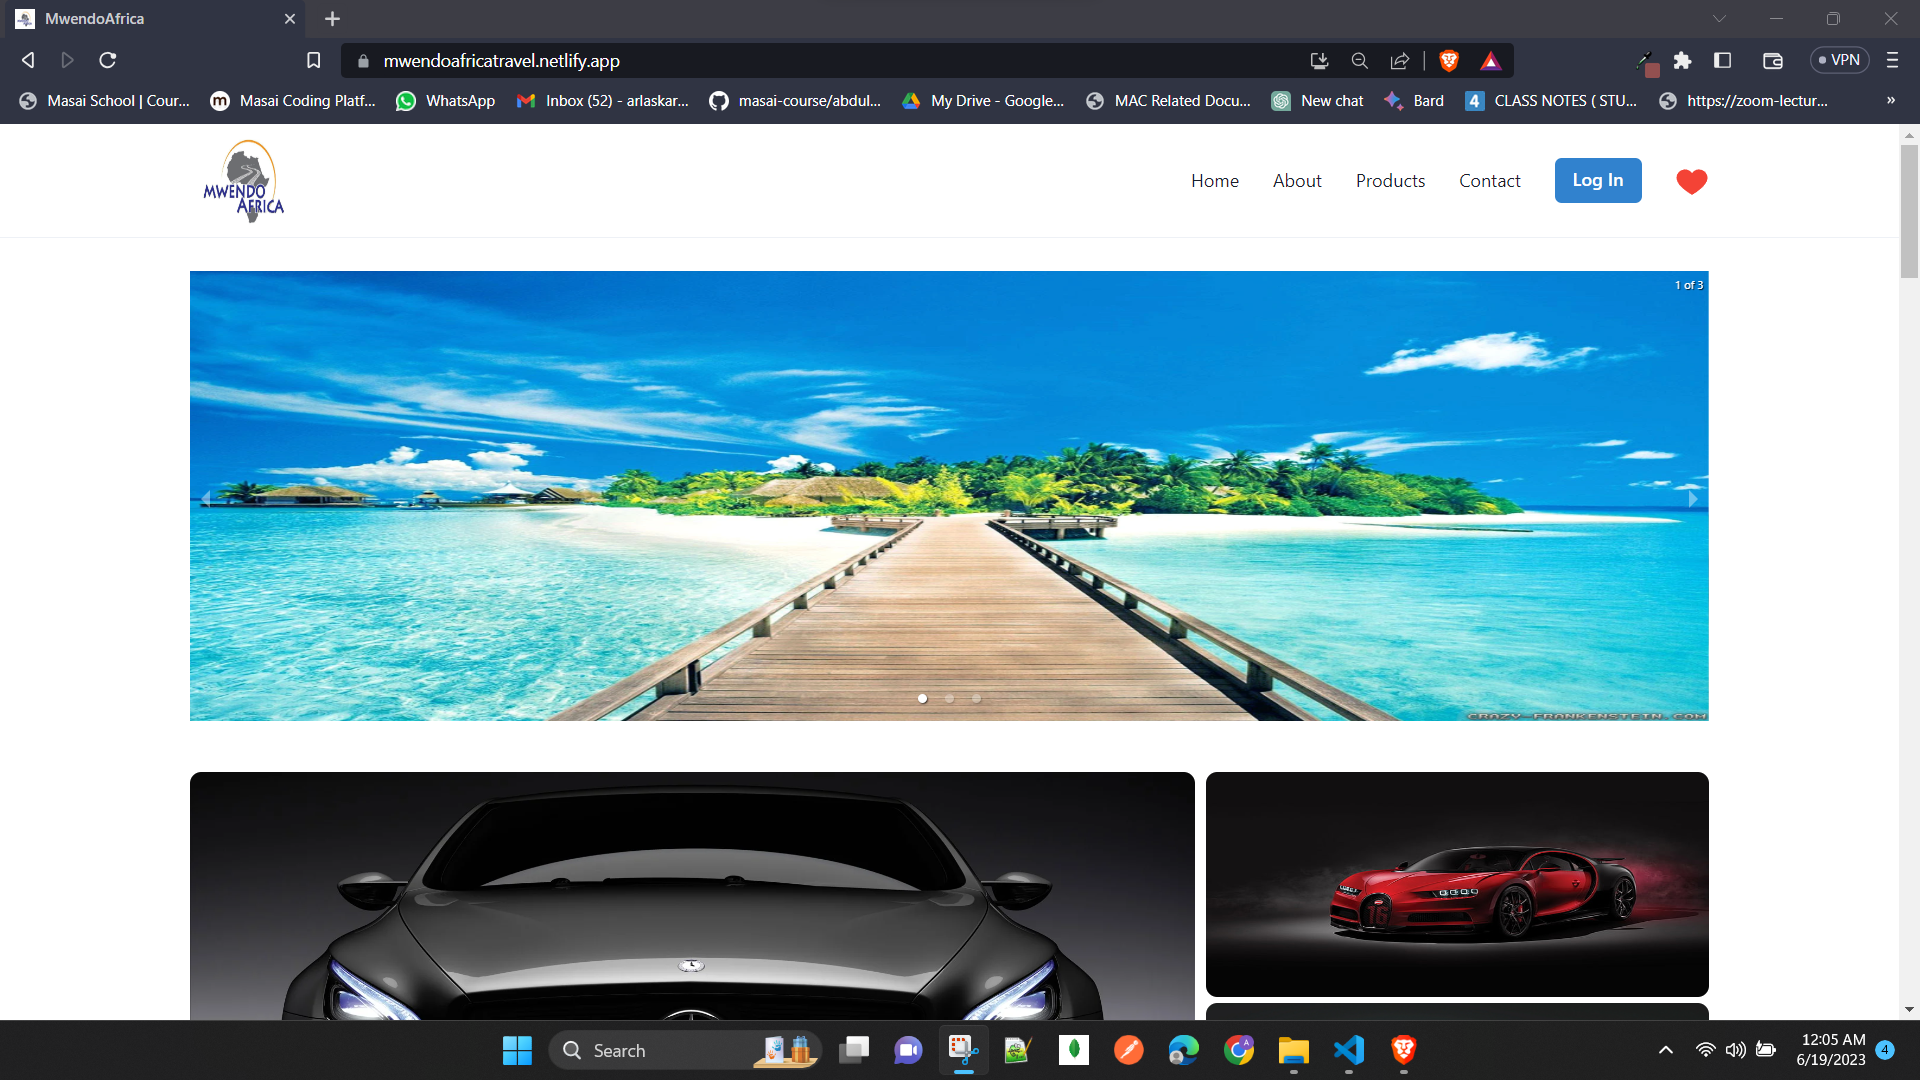 MwendoAfrica
mwendoafricatravel.netlify.app
VPN
Masai School | Cour...
Masai Coding Platf...
WhatsApp
Inbox (52) - arlaskar...
masai-course/abdul...
My Drive - Google...
MAC Related Docu...
New chat
Bard
4
CLASS NOTES ( STU...
https://zoom-lectur...
»
MWENDO
AFRICA
Home
About
Products
Contact
Log In
1 of 3
CRAZY-FRANKENSTEIN.COM
16
Search
12:05 AM
6/19/2023
4